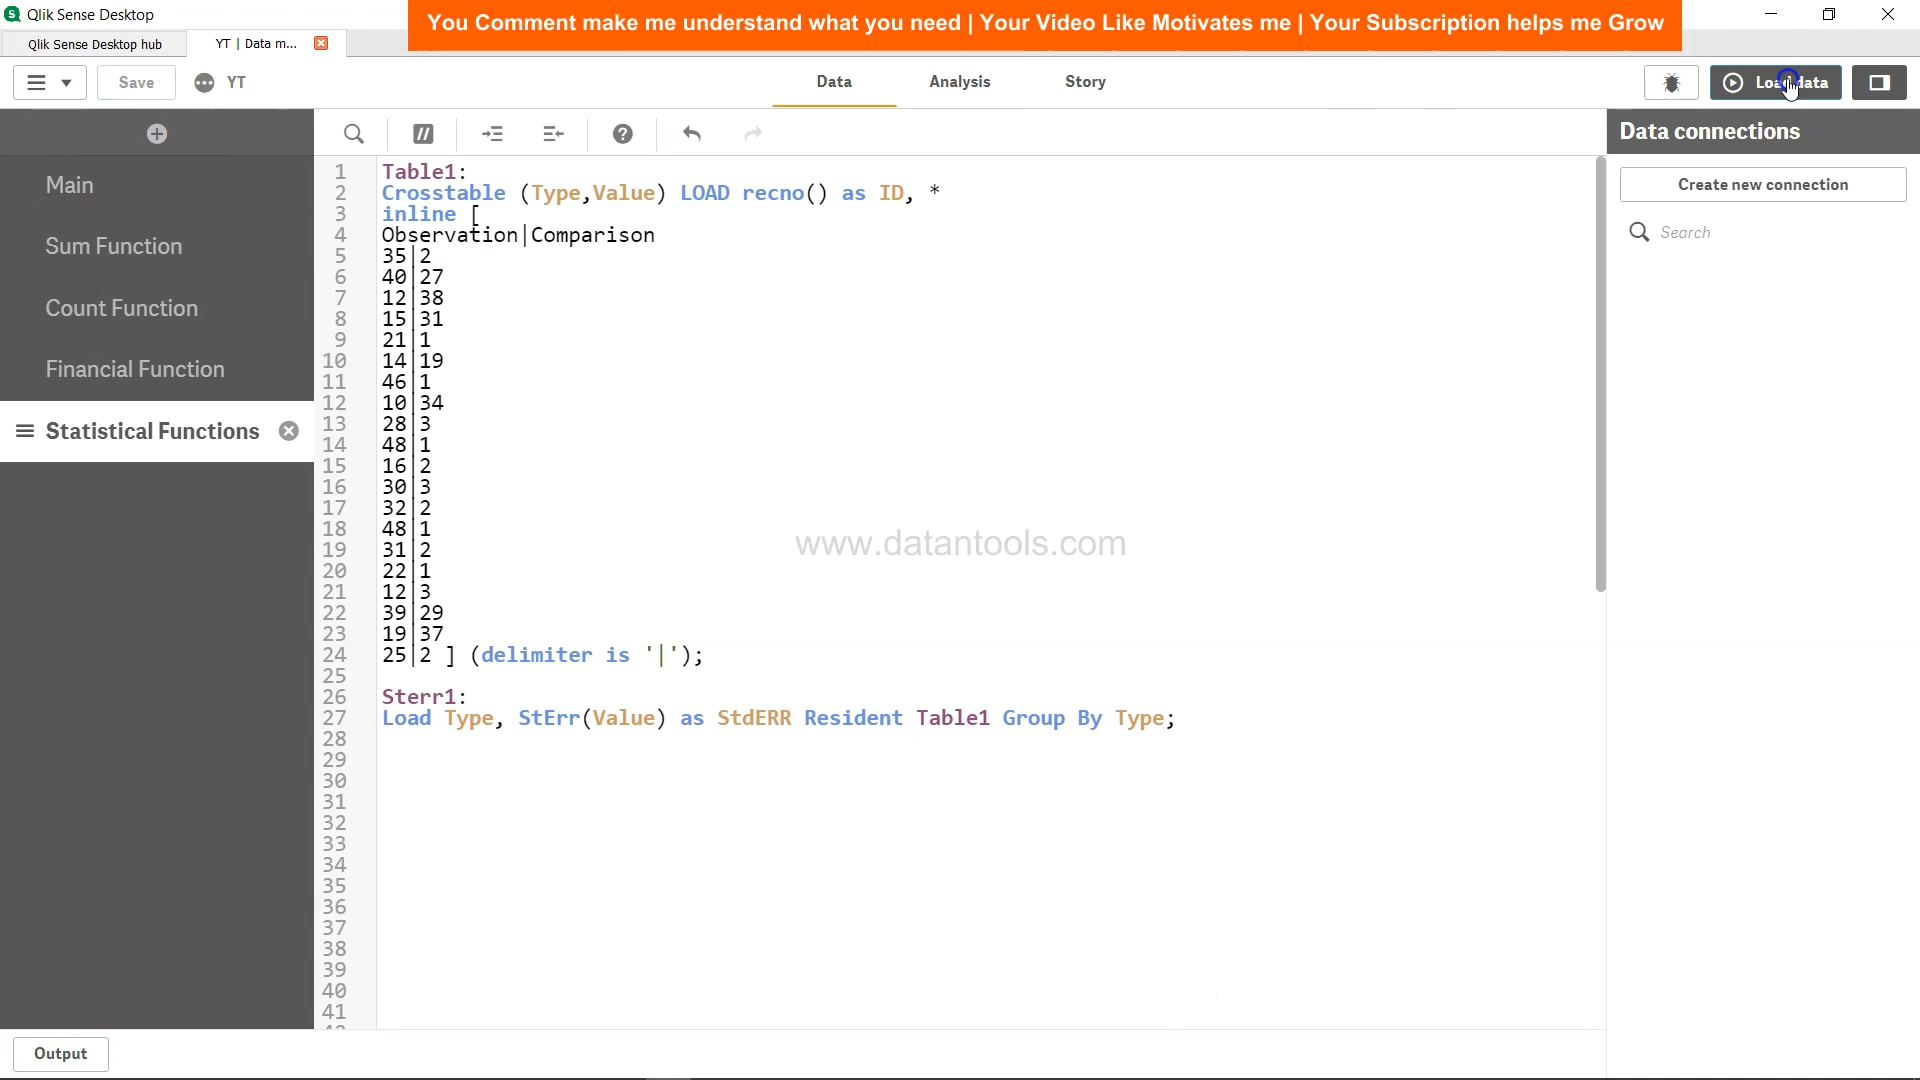 Qlik Sense Desktop
You Comment make me understand what you need | Your Video Like Motivates me | Your Subscription helps me Grow
Qlik Sense Desktop hub
YT | Data m...
Save
YT
Data
Analysis
Story
Load data
Main
Sum Function
Count Function
Financial Function
Statistical Functions
1 Table1:
2 Crosstable (Type,Value) LOAD recno() as ID, *
3 inline [
4 Observation|Comparison
5 35|2
6 40|27
7 12|38
8 15|31
9 21|1
10 14|19
11 46|1
12 10|34
13 28|3
14 48|1
15 16|2
16 30|3
17 32|2
18 48|1
19 31|2
20 22|1
21 12|3
22 39|29
23 19|37
24 25|2 ] (delimiter is '|');
25
26 Sterr1:
27 Load Type, StErr(Value) as StdERR Resident Table1 Group By Type;
28
29
30
31
32
33
34
35
36
37
38
39
40
41
www.datantools.com
Data connections
Create new connection
Search
Output